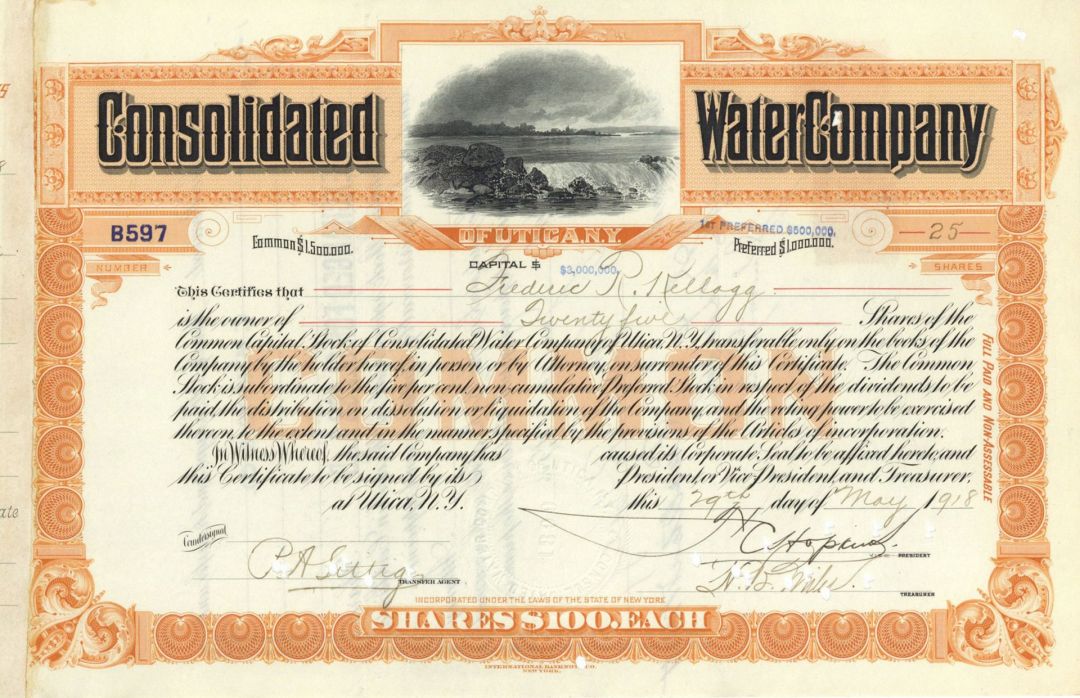 Consolidated Water Company
OF UTICA, N.Y.
B597
NUMBER
Common $1,500,000.
1ST PREFERRED $500,000,
Preferred $1,000,000.
25
SHARES
CAPITAL $ $3,000,000,
This Certifies that Frederic R. Kellogg
is the owner of Twenty five Shares of the
Common Capital Stock of Consolidated Water Company of Utica N.Y. transferable only on the books of the
Company by the holder hereof, in person or by Attorney, on surrender of this Certificate. The Common
Stock is subordinate to the five per cent. non-cumulative Preferred Stock in respect of the dividends to be
paid, the distribution on dissolution or liquidation of the Company, and the voting power to be exercised
thereon, to the extent and in the manner specified by the provisions of the Articles of incorporation.
COMMON
FULL PAID AND NON-ASSESSABLE
In Witness Whereof, the said Company has caused its Corporate Seal to be affixed hereto, and
this Certificate to be signed by its President, or Vice President, and Treasurer,
at Utica, N.Y. this 29th day of May 1918
Countersigned
Hopkins
VICE PRESIDENT
TRANSFER AGENT
TREASURER
INCORPORATED UNDER THE LAWS OF THE STATE OF NEW YORK
SHARES $100. EACH
INTERNATIONAL BANKNOTE CO.
NEW YORK.